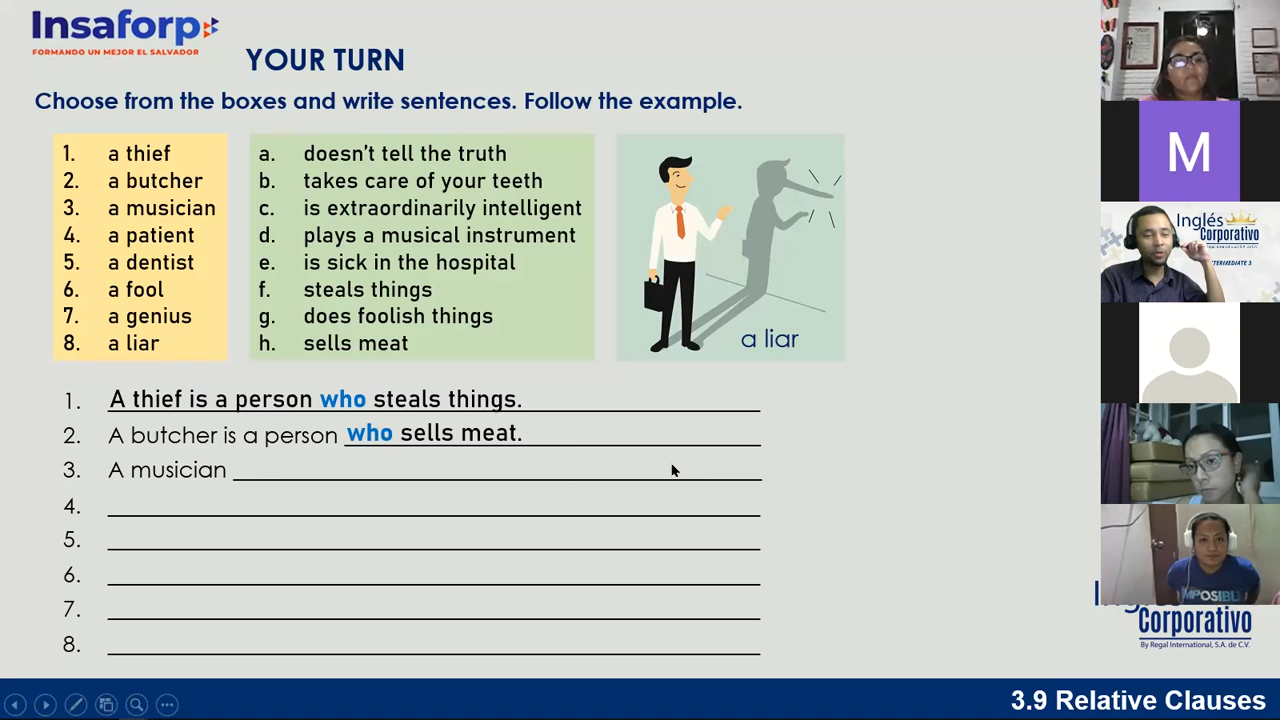 Insaforp
FORMANDO UN MEJOR EL SALVADOR
YOUR TURN
Choose from the boxes and write sentences. Follow the example.
1. a thief
2. a butcher
3. a musician
4. a patient
5. a dentist
6. a fool
7. a genius
8. a liar
a. doesn't tell the truth
b. takes care of your teeth
c. is extraordinarily intelligent
d. plays a musical instrument
e. is sick in the hospital
f. steals things
g. does foolish things
h. sells meat
a liar
1. A thief is a person who steals things.
2. A butcher is a person who sells meat.
3. A musician
4.
5.
6.
7.
8.
M
Inglés
Corporativo
INTERMEDIATE 3
Corporativo
By Regal International, S.A. de C.V.
3.9 Relative Clauses